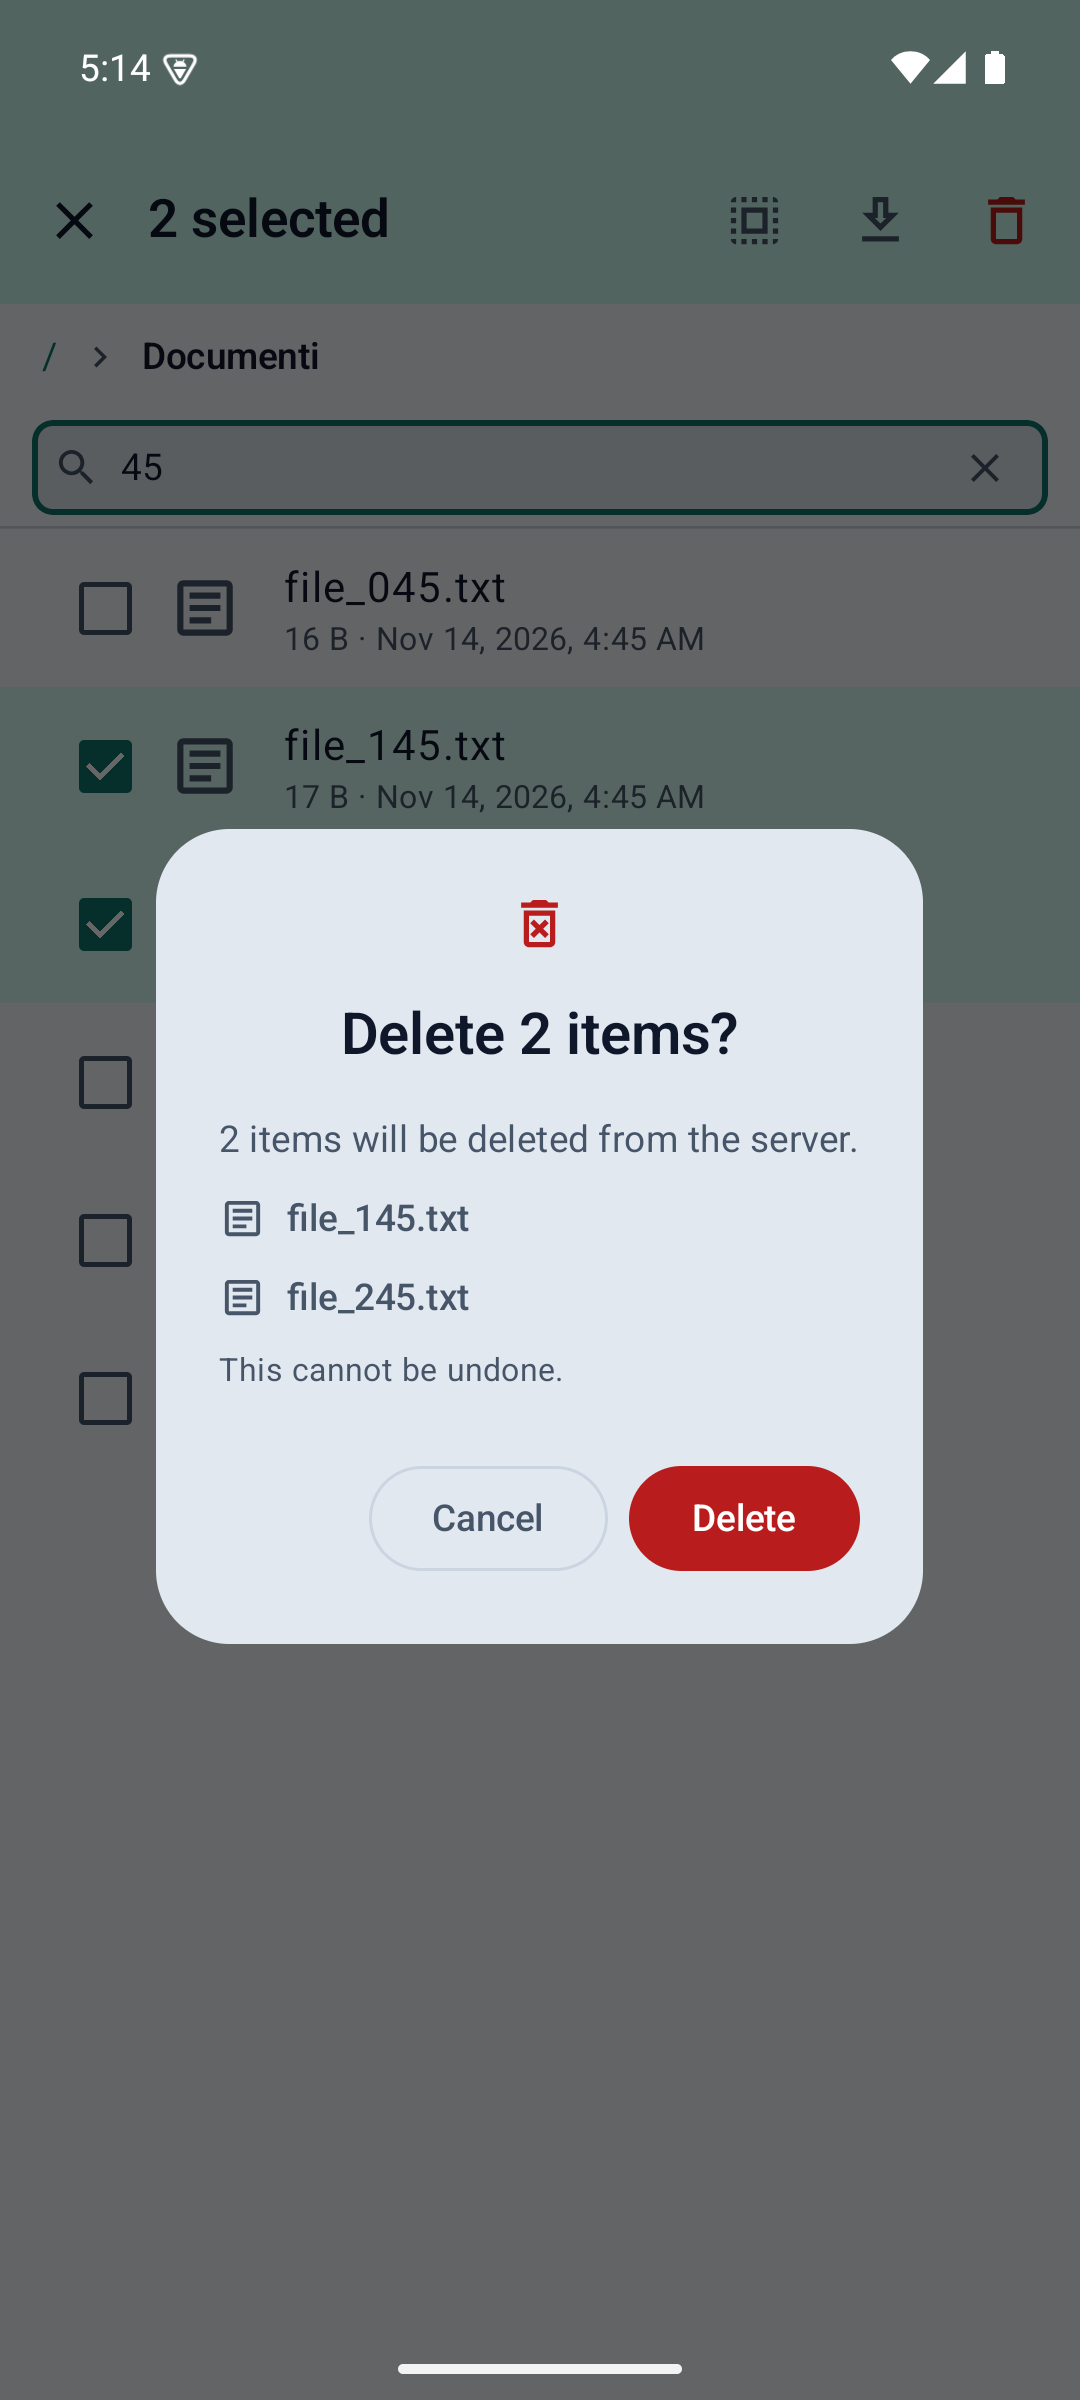 5:14
2 selected
/ Documenti
45
file_045.txt
16 B · Nov 14, 2026, 4:45 AM
file_145.txt
17 B · Nov 14, 2026, 4:45 AM
Delete 2 items?
2 items will be deleted from the server.
file_145.txt
file_245.txt
This cannot be undone.
Cancel
Delete